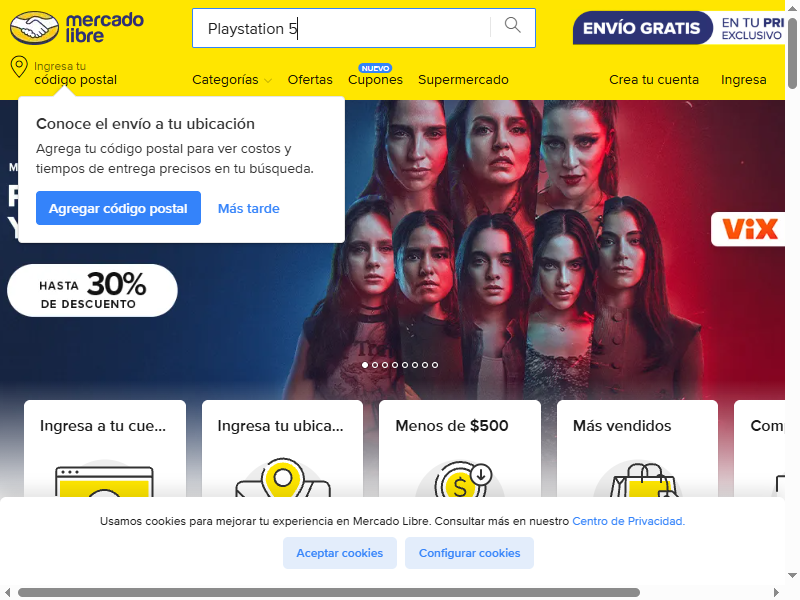 mercado
libre
Playstation 5
ENVÍO GRATIS
EN TU PRI
EXCLUSIVO
Ingresa tu
código postal
Categorías
Ofertas
NUEVO
Cupones
Supermercado
Crea tu cuenta
Ingresa
Conoce el envío a tu ubicación
Agrega tu código postal para ver costos y
tiempos de entrega precisos en tu búsqueda.
Agregar código postal
Más tarde
ViX
HASTA 30%
DE DESCUENTO
Ingresa a tu cue...
Ingresa tu ubica...
Menos de $500
Más vendidos
Com
Usamos cookies para mejorar tu experiencia en Mercado Libre. Consultar más en nuestro Centro de Privacidad.
Aceptar cookies
Configurar cookies